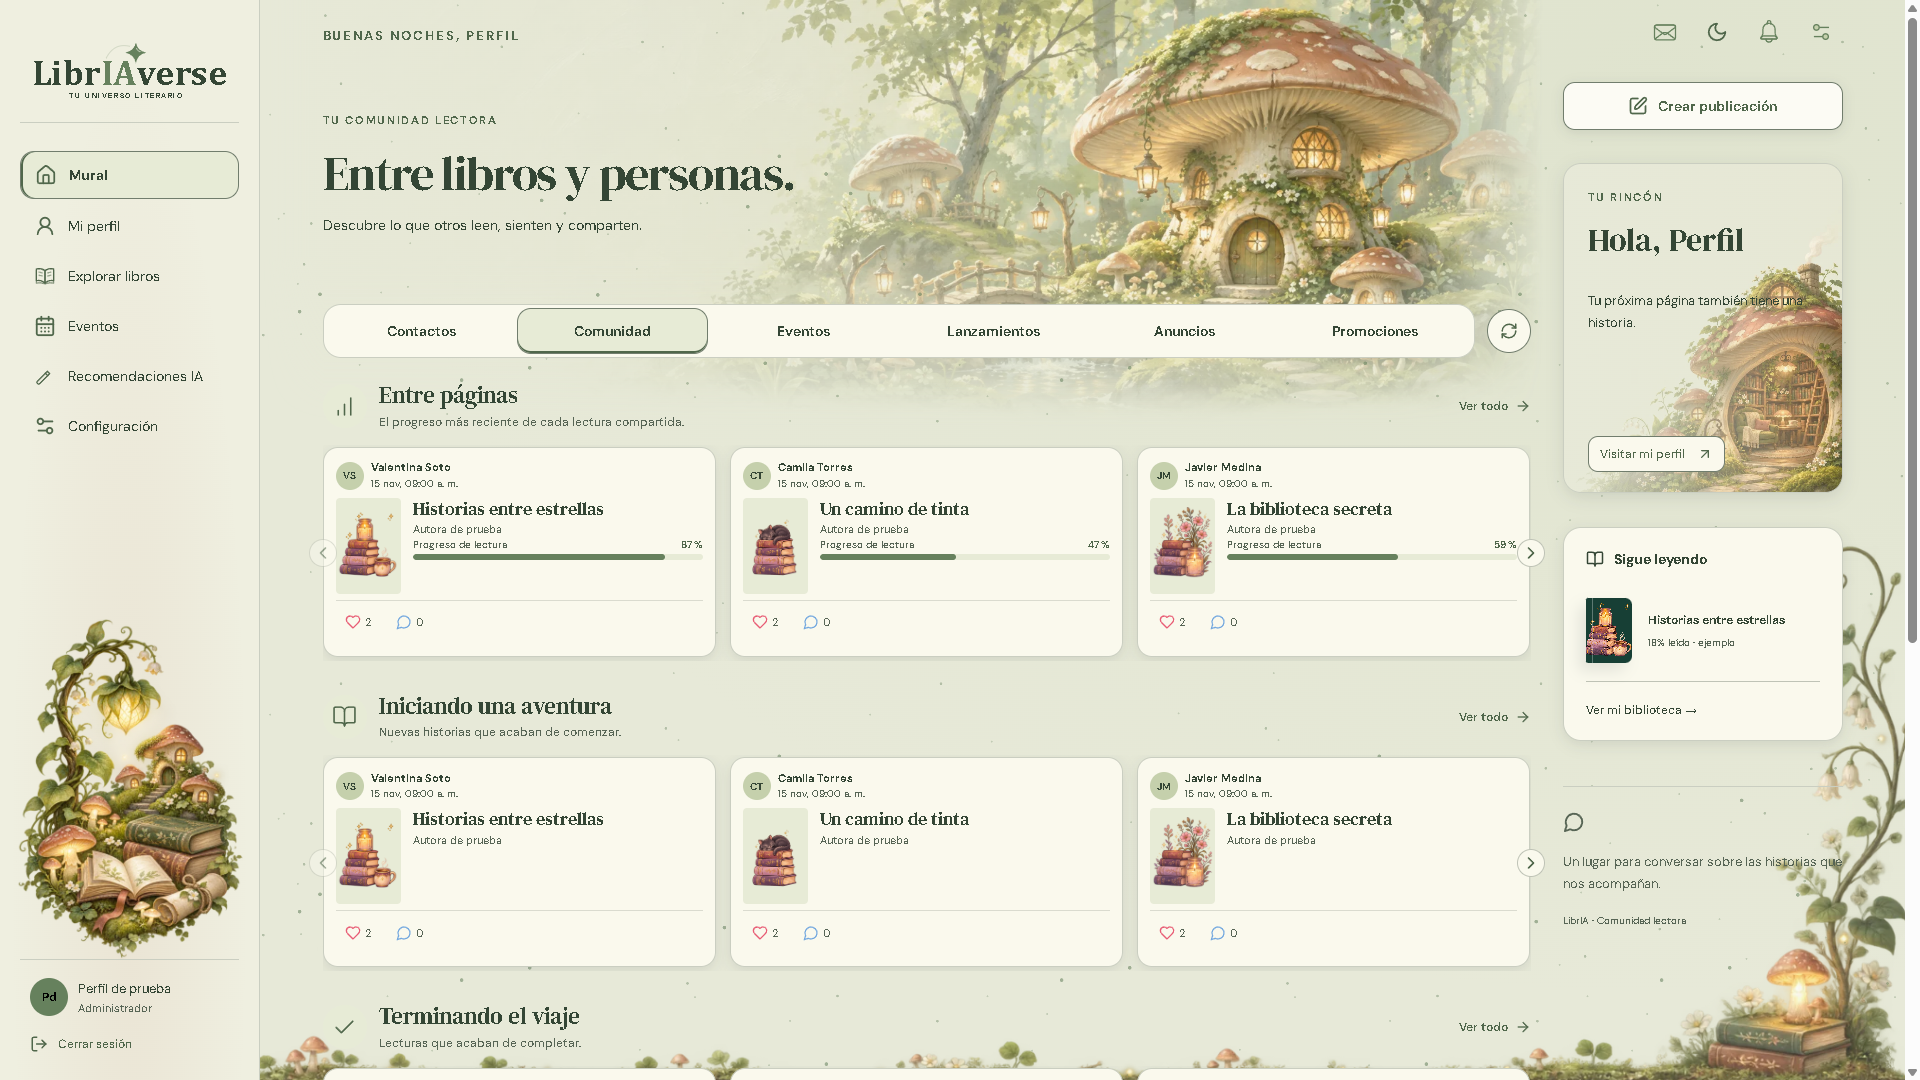 LibrIAverse
TU UNIVERSO LITERARIO
Mural
Mi perfil
Explorar libros
Eventos
Recomendaciones IA
Configuración
Pd
Perfil de prueba
Administrador
Cerrar sesión
BUENAS NOCHES, PERFIL
TU COMUNIDAD LECTORA
Entre libros y personas.
Descubre lo que otros leen, sienten y comparten.
Contactos
Comunidad
Eventos
Lanzamientos
Anuncios
Promociones
Entre páginas
El progreso más reciente de cada lectura compartida.
Ver todo
VS
Valentina Soto
15 nov, 09:00 a. m.
Historias entre estrellas
Autora de prueba
Progreso de lectura 87%
2 0
CT
Camila Torres
15 nov, 09:00 a. m.
Un camino de tinta
Autora de prueba
Progreso de lectura 47%
2 0
JM
Javier Medina
15 nov, 09:00 a. m.
La biblioteca secreta
Autora de prueba
Progreso de lectura 59%
2 0
Iniciando una aventura
Nuevas historias que acaban de comenzar.
Ver todo
VS
Valentina Soto
15 nov, 09:00 a. m.
Historias entre estrellas
Autora de prueba
2 0
CT
Camila Torres
15 nov, 09:00 a. m.
Un camino de tinta
Autora de prueba
2 0
JM
Javier Medina
15 nov, 09:00 a. m.
La biblioteca secreta
Autora de prueba
2 0
Terminando el viaje
Lecturas que acaban de completar.
Ver todo
Crear publicación
TU RINCÓN
Hola, Perfil
Tu próxima página también tiene una
historia.
Visitar mi perfil
Sigue leyendo
Historias entre estrellas
18% leído · ejemplo
Ver mi biblioteca →
Un lugar para conversar sobre las historias que
nos acompañan.
LibrIA · Comunidad lectora